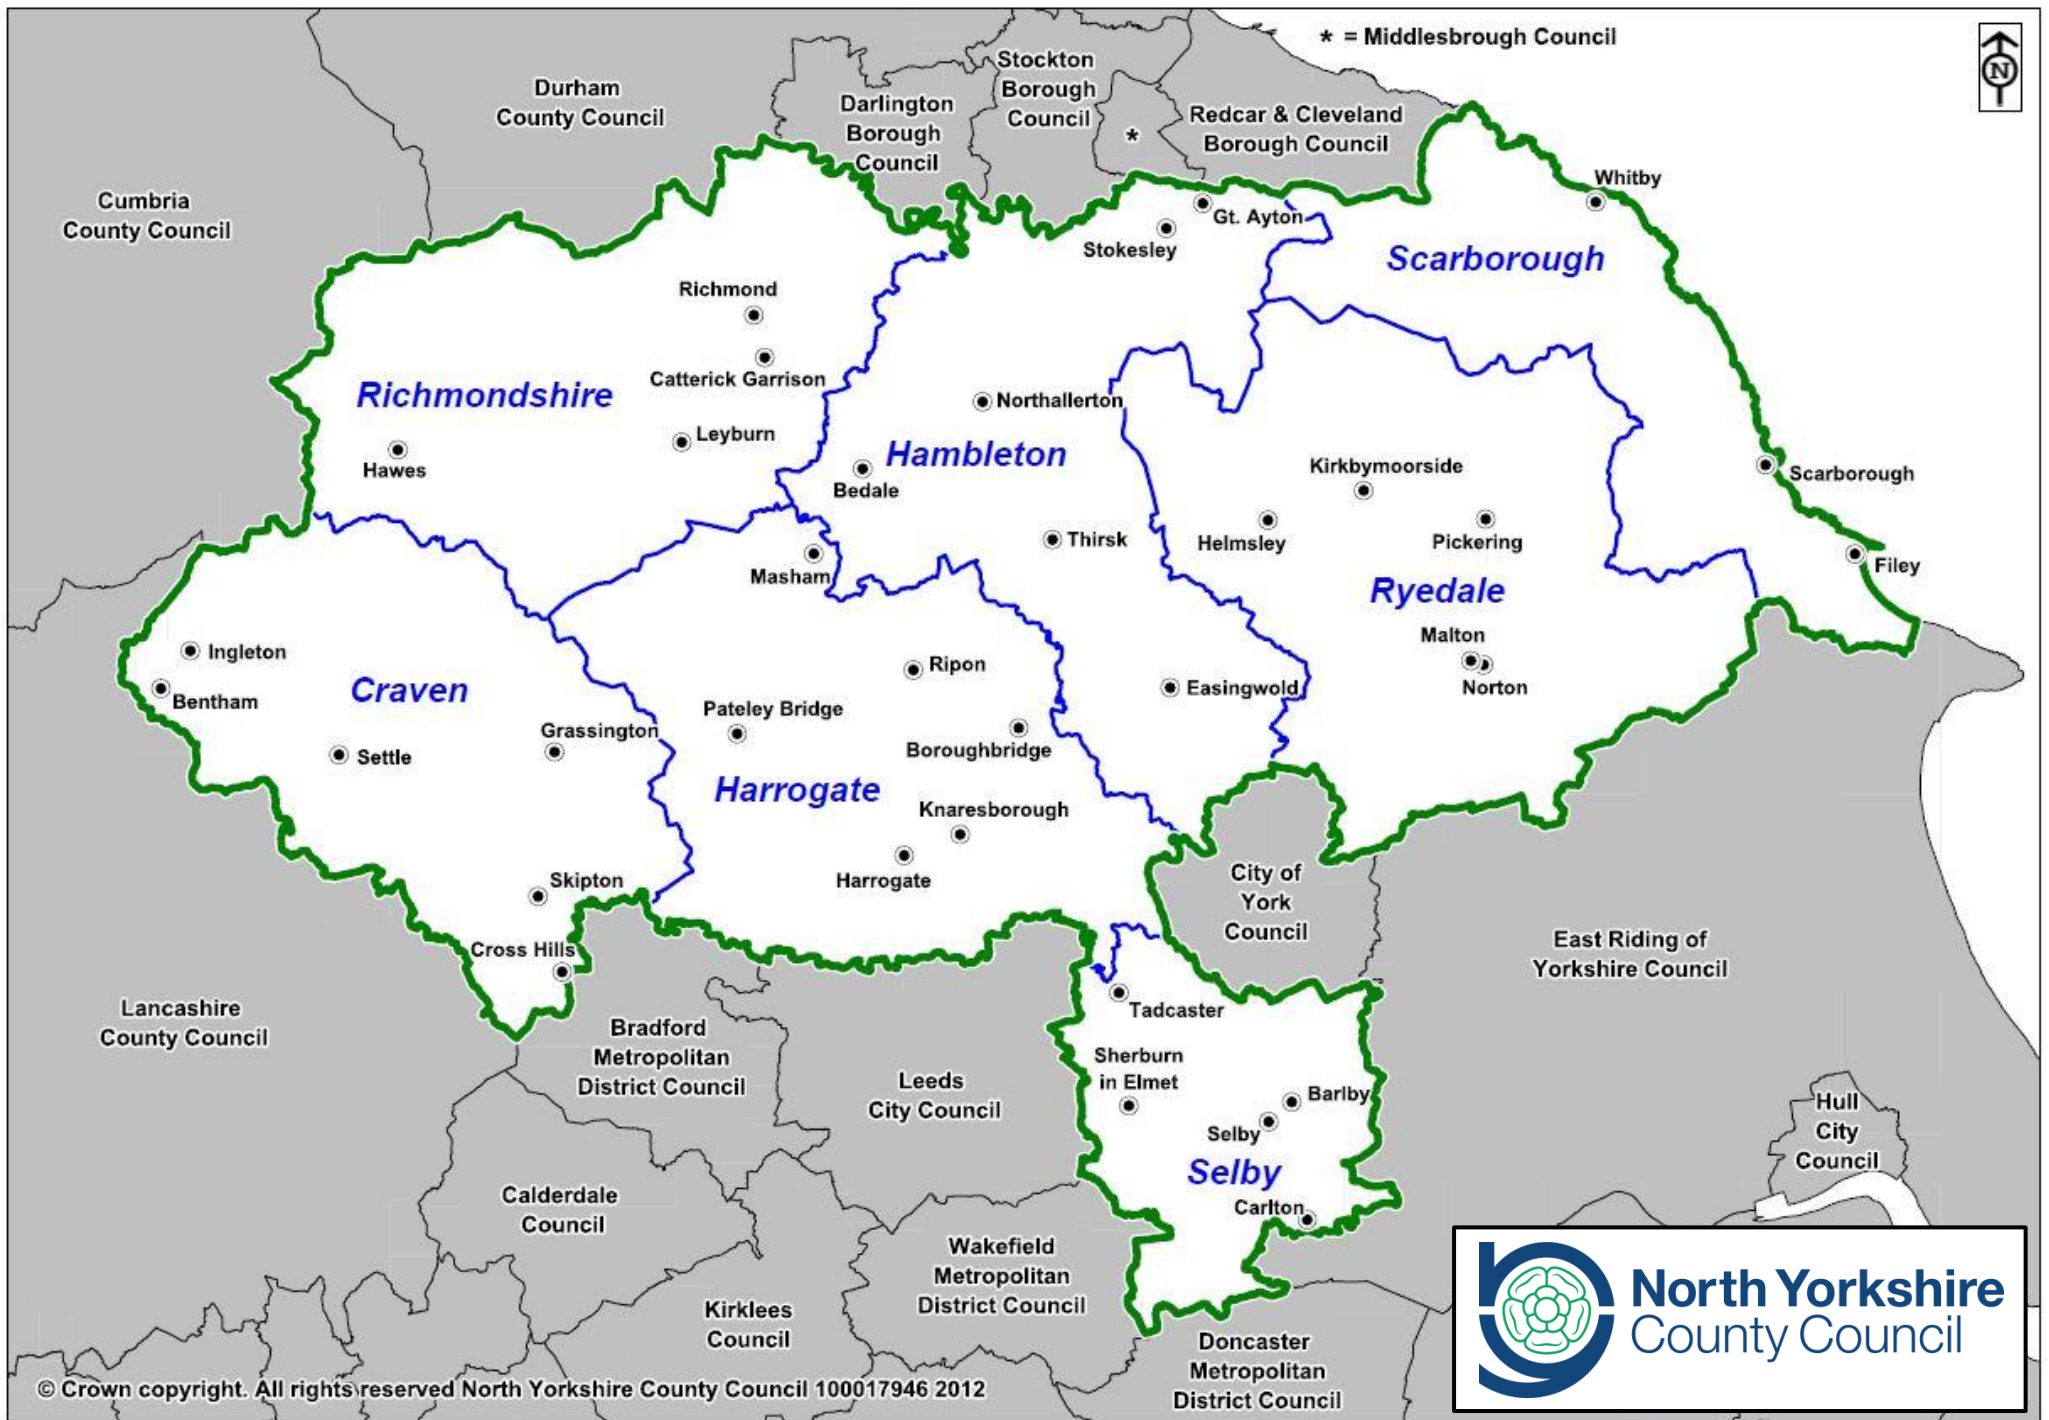 * = Middlesbrough Council
N
Stockton
Borough
Council
Durham
County Council
Darlington
Borough
Council
*
Redcar & Cleveland
Borough Council
Cumbria
County Council
Whitby
Gt. Ayton
Stokesley
Scarborough
Richmond
Catterick Garrison
Richmondshire
Northallerton
Leyburn
Hawes
Hambleton
Bedale
Kirkbymoorside
Scarborough
Thirsk
Helmsley
Pickering
Filey
Masham
Ryedale
Malton
Norton
Ingleton
Bentham
Craven
Ripon
Easingwold
Pateley Bridge
Grassington
Settle
Boroughbridge
Harrogate
Knaresborough
Harrogate
Skipton
City of
York
Council
Cross Hills
East Riding of
Yorkshire Council
Lancashire
County Council
Tadcaster
Bradford
Metropolitan
District Council
Leeds
City Council
Sherburn
in Elmet
Barlby
Selby
Hull
City
Council
Selby
Carlton
Calderdale
Council
Wakefield
Metropolitan
District Council
Kirklees
Council
Doncaster
Metropolitan
District Council
North Yorkshire
County Council
© Crown copyright. All rights reserved North Yorkshire County Council 100017946 2012